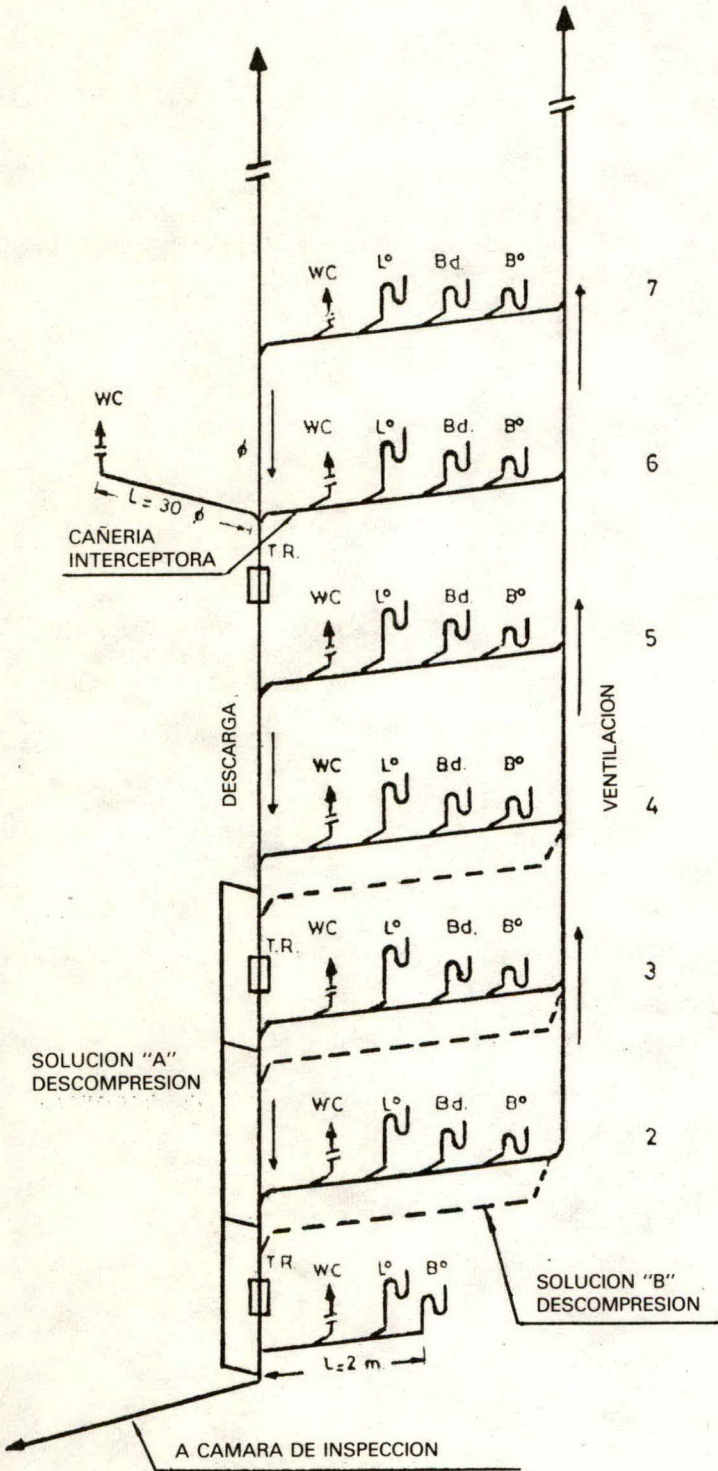 WC L° Bd. B° 7
WC
WC L° Bd. B° 6
ϕ
L= 30 ϕ
CAÑERIA
INTERCEPTORA
T.R.
WC L° Bd. B° 5
DESCARGA
VENTILACION
WC L° Bd. B° 4
T.R. WC L° Bd. B° 3
SOLUCION "A"
DESCOMPRESION
WC L° Bd. B° 2
T.R. WC L° B°
SOLUCION "B"
DESCOMPRESION
L=2 m.
A CAMARA DE INSPECCION